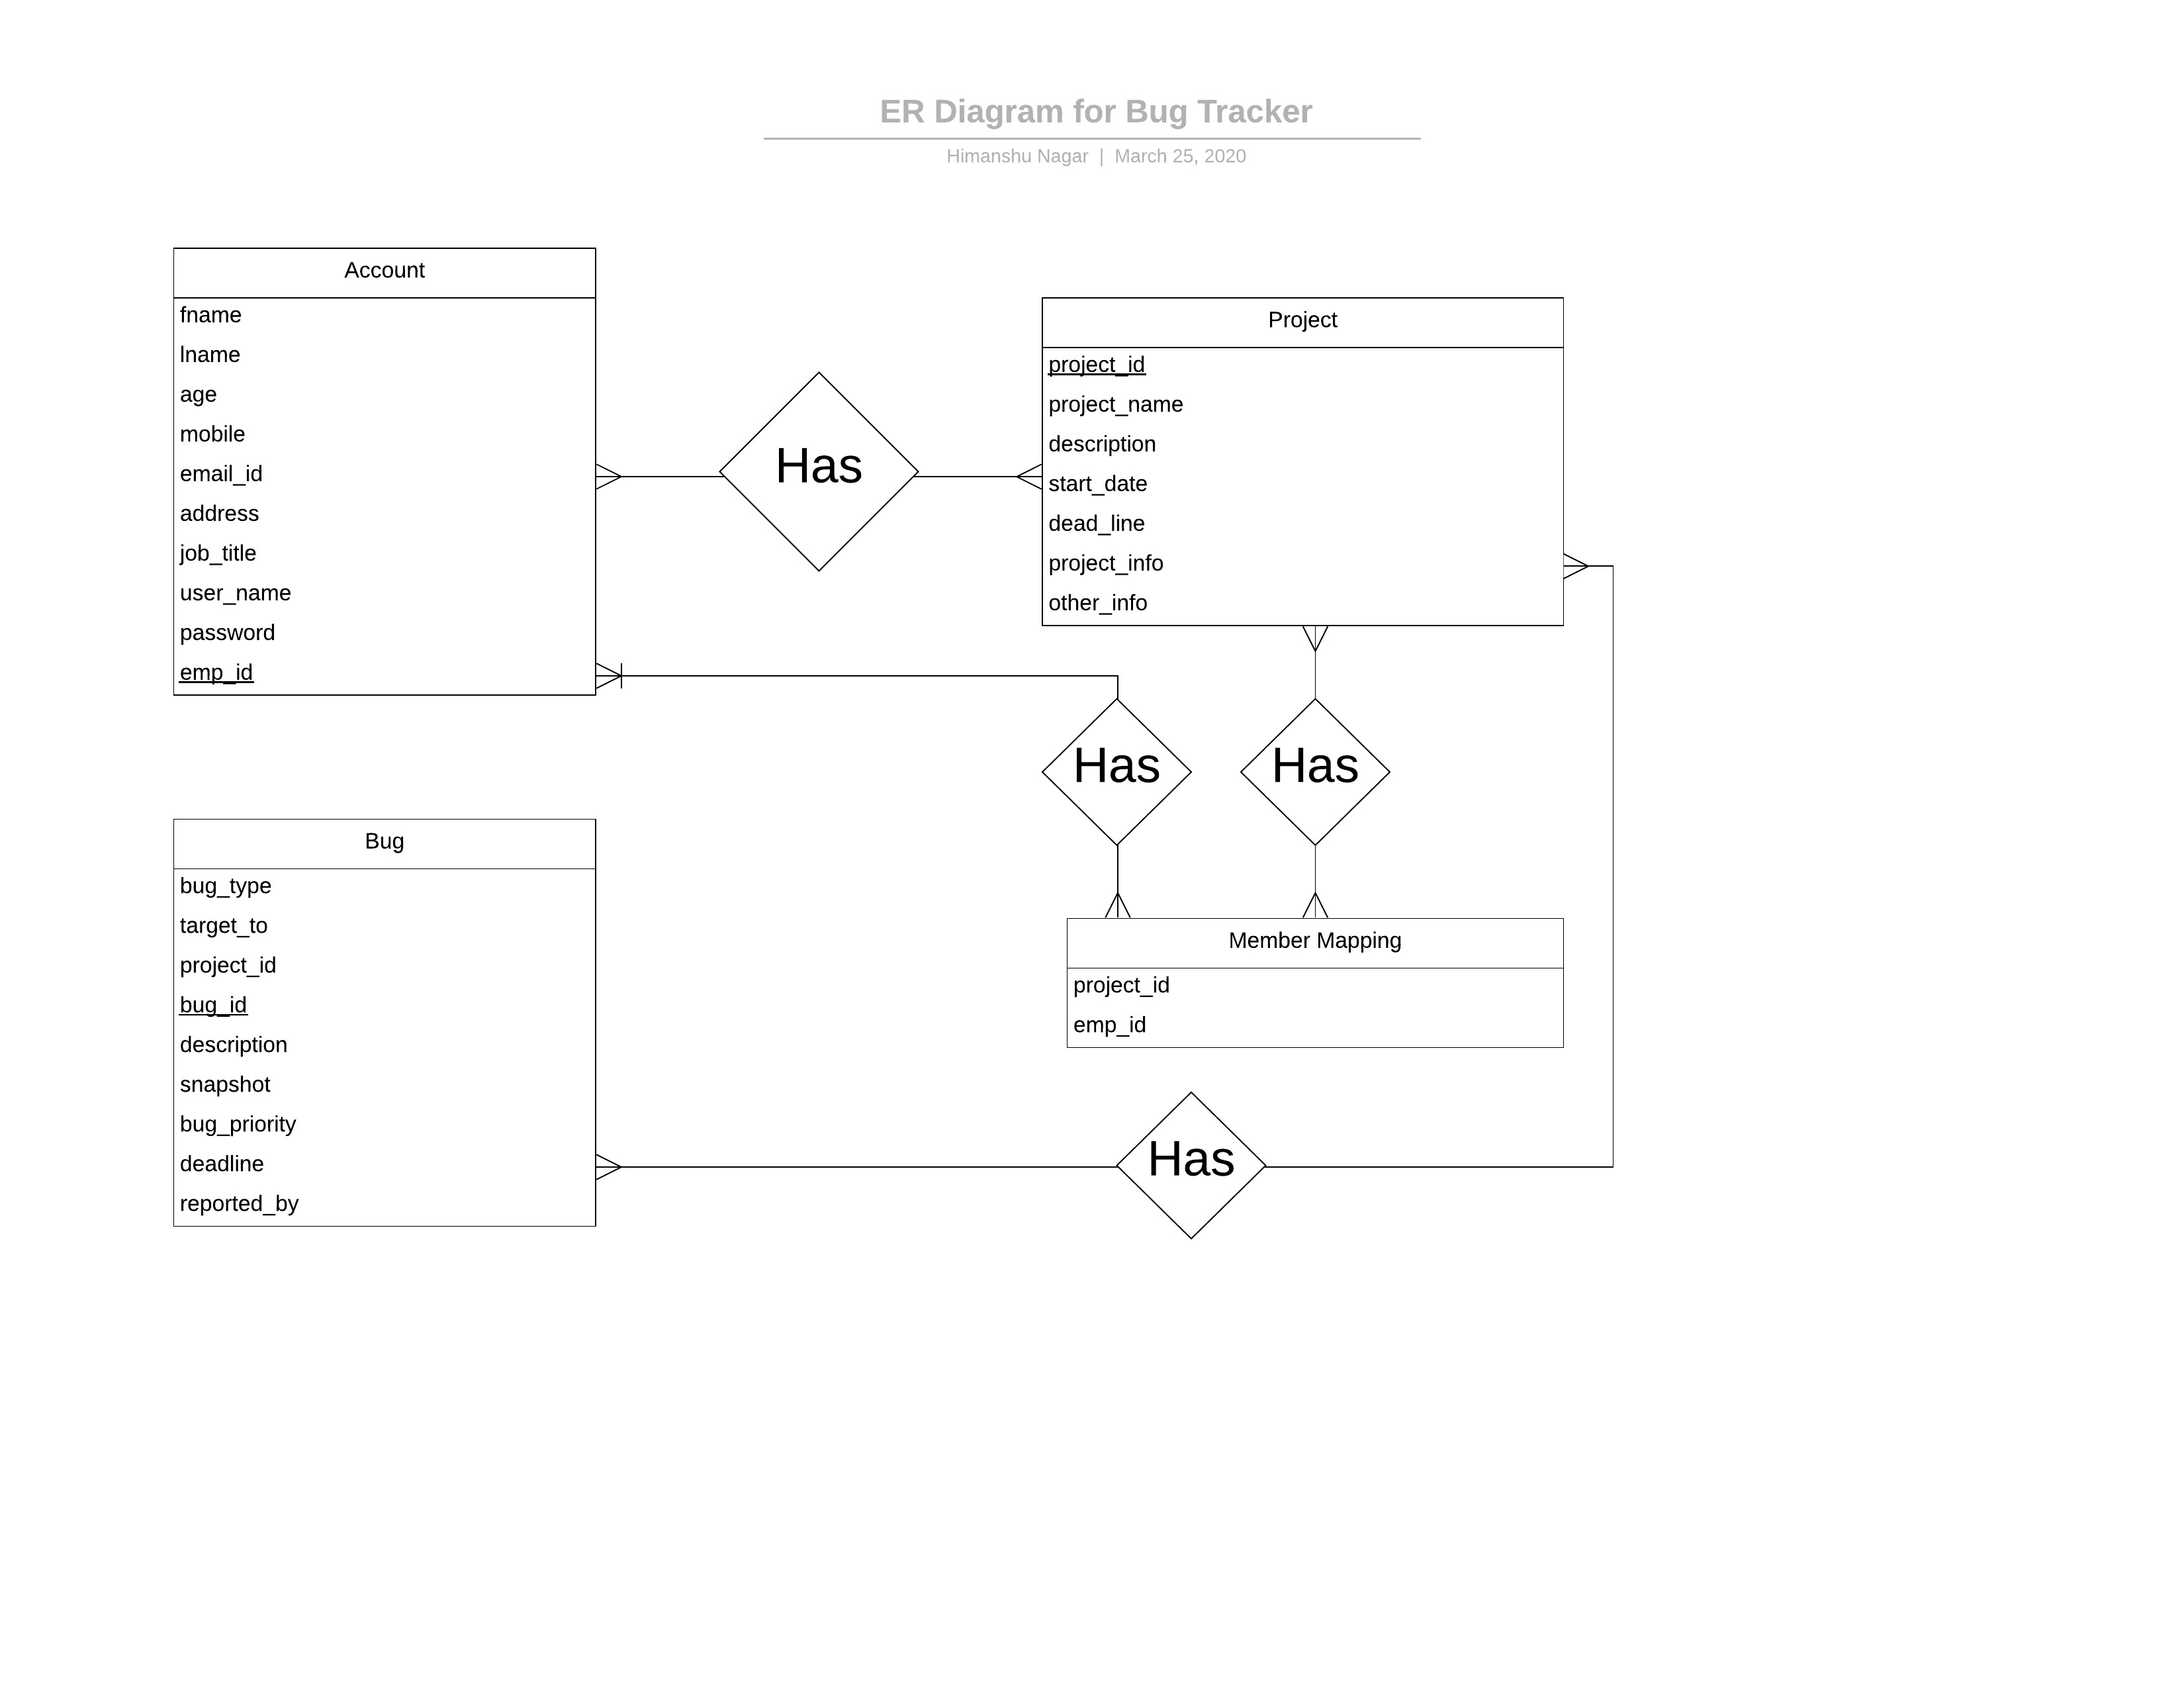 ER Diagram for Bug Tracker
Himanshu Nagar | March 25, 2020
Account
fname
lname
age
mobile
email_id
address
job_title
user_name
password
emp_id
Has
Project
project_id
project_name
description
start_date
dead_line
project_info
other_info
Has
Has
Bug
bug_type
target_to
project_id
bug_id
description
snapshot
bug_priority
deadline
reported_by
Member Mapping
project_id
emp_id
Has